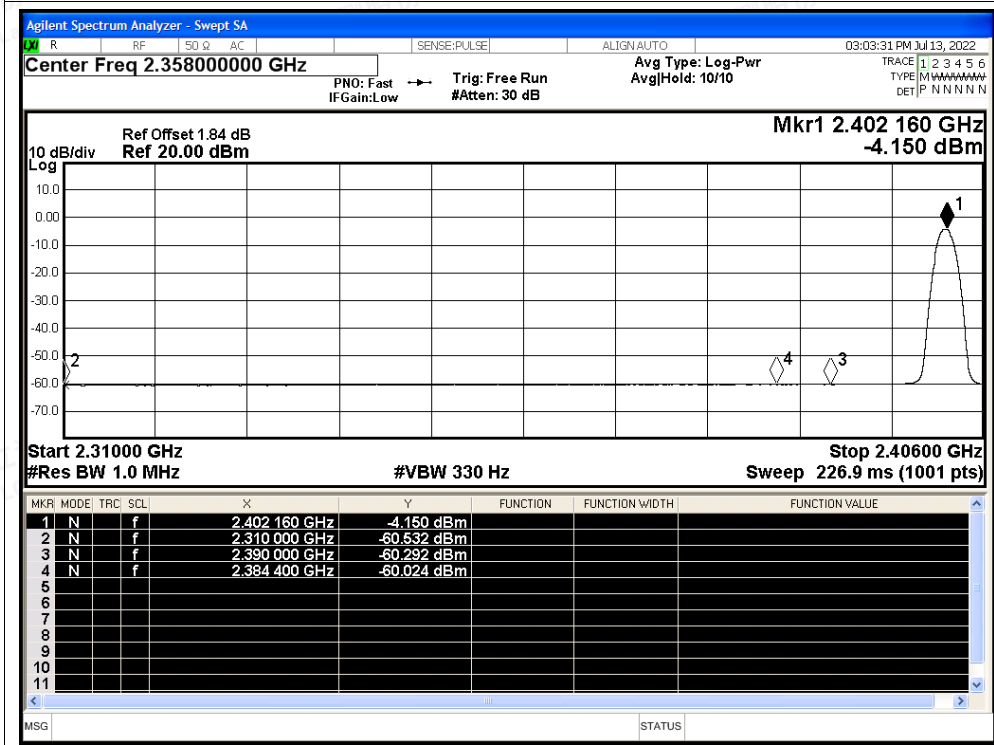 Agilent Spectrum Analyzer - Swept SA
LXI R RF 50 Ω AC SENSE:PULSE ALIGN AUTO 03:03:31 PM Jul 13, 2022
Center Freq 2.358000000 GHz
PNO: Fast
IFGain:Low
Trig: Free Run
#Atten: 30 dB
Avg Type: Log-Pwr
Avg|Hold: 10/10
TRACE 1 2 3 4 5 6
TYPE M
DET P N N N N N
Ref Offset 1.84 dB
10 dB/div Ref 20.00 dBm
Log
Mkr1 2.402 160 GHz
-4.150 dBm
10.0
0.00
-10.0
-20.0
-30.0
-40.0
-50.0
-60.0
-70.0
1
2
4
3
Start 2.31000 GHz Stop 2.40600 GHz
#Res BW 1.0 MHz #VBW 330 Hz Sweep 226.9 ms (1001 pts)
MKR MODE TRC SCL X Y FUNCTION FUNCTION WIDTH FUNCTION VALUE
1 N f 2.402 160 GHz -4.150 dBm
2 N f 2.310 000 GHz -60.532 dBm
3 N f 2.390 000 GHz -60.292 dBm
4 N f 2.384 400 GHz -60.024 dBm
5
6
7
8
9
10
11
MSG STATUS